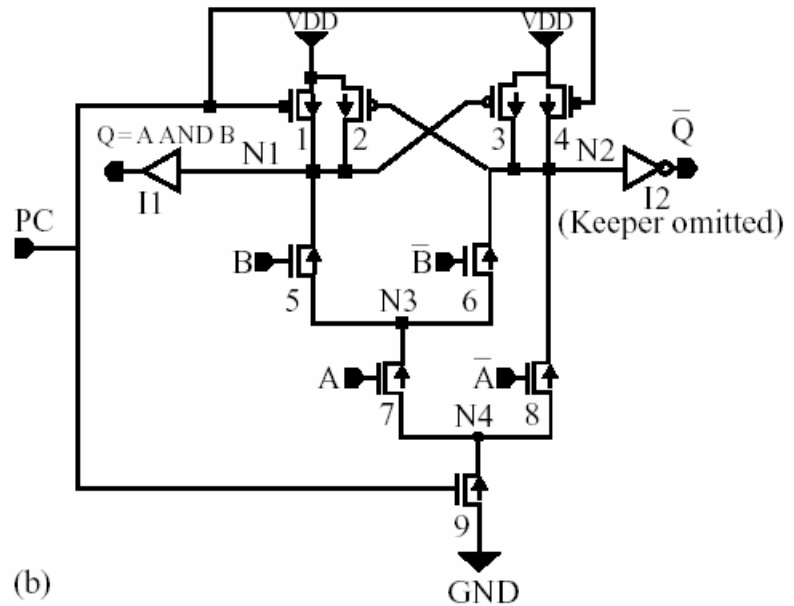 VDD
VDD
Q = A AND B
N1
1
2
3
4
N2
Q̅
I1
I2
PC
(Keeper omitted)
B
5
B̅
6
N3
A
7
A̅
8
N4
9
(b)
GND